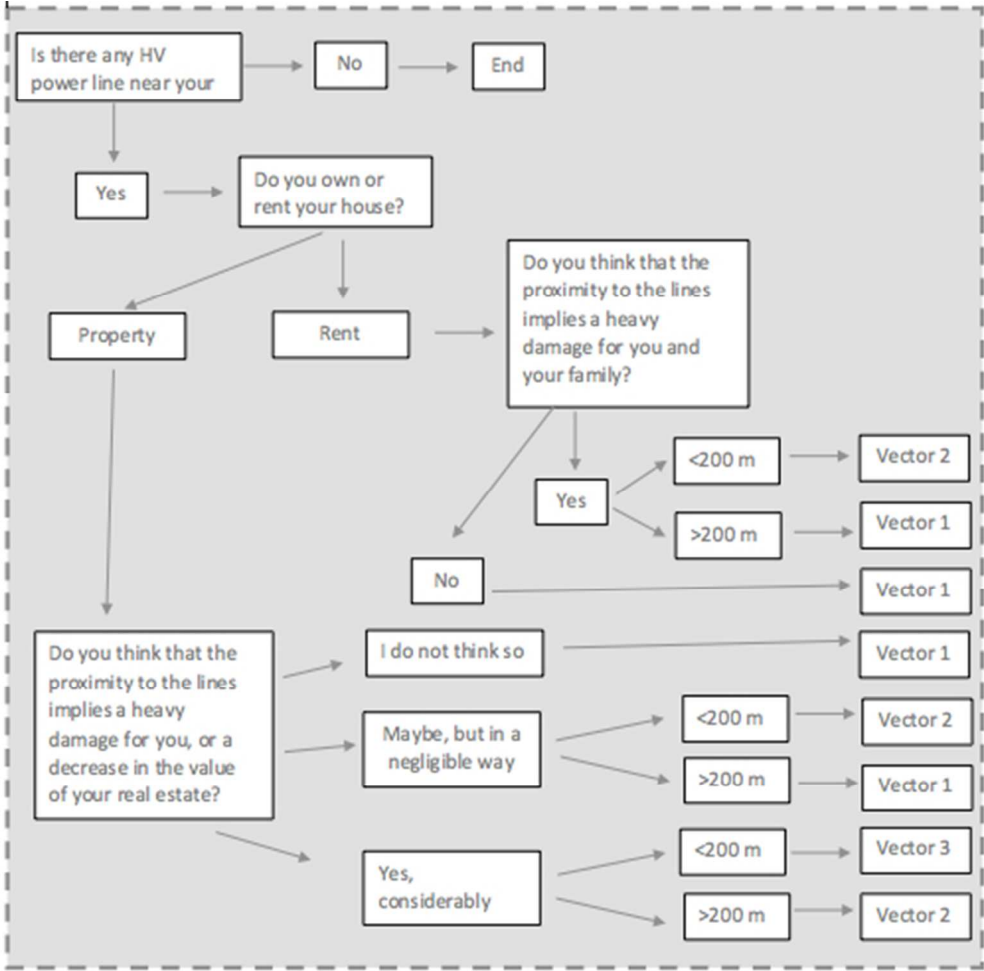 Is there any HV
power line near your
No
End
Yes
Do you own or
rent your house?
Property
Rent
Do you think that the
proximity to the lines
implies a heavy
damage for you and
your family?
Yes
<200 m
Vector 2
>200 m
Vector 1
No
Vector 1
Do you think that the
proximity to the lines
implies a heavy
damage for you, or a
decrease in the value
of your real estate?
I do not think so
Vector 1
Maybe, but in a
negligible way
<200 m
Vector 2
>200 m
Vector 1
Yes,
considerably
<200 m
Vector 3
>200 m
Vector 2